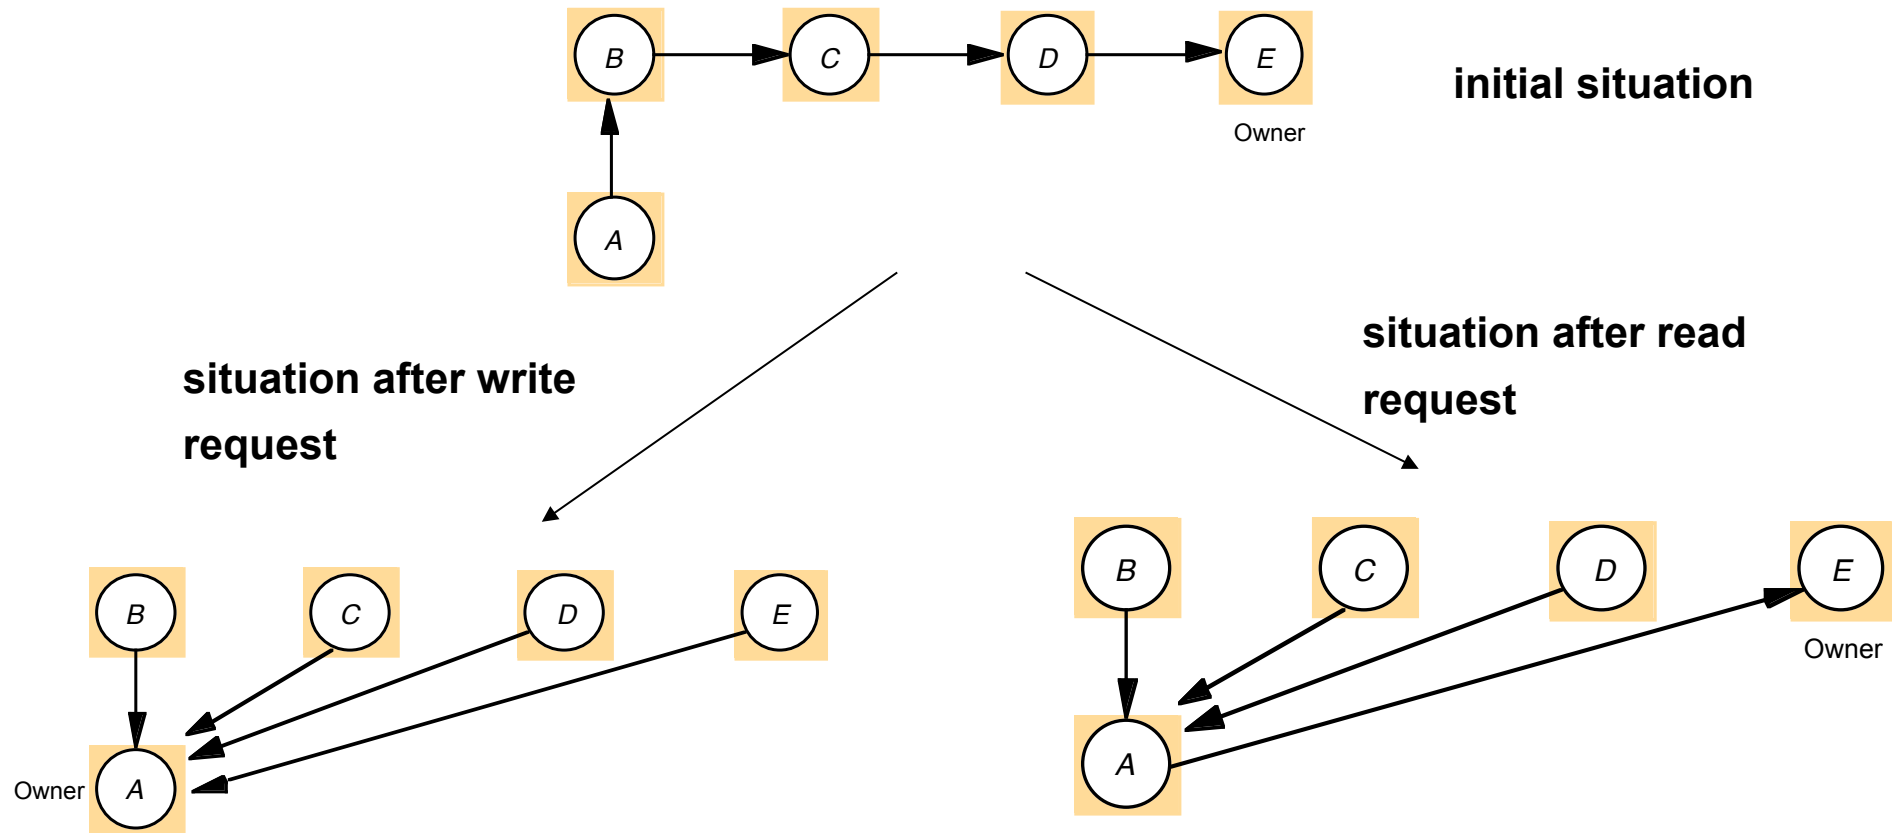 B C D E
initial situation
Owner
A
situation after read
request
situation after write
request
B C D E
Owner A
B C D E
Owner
A